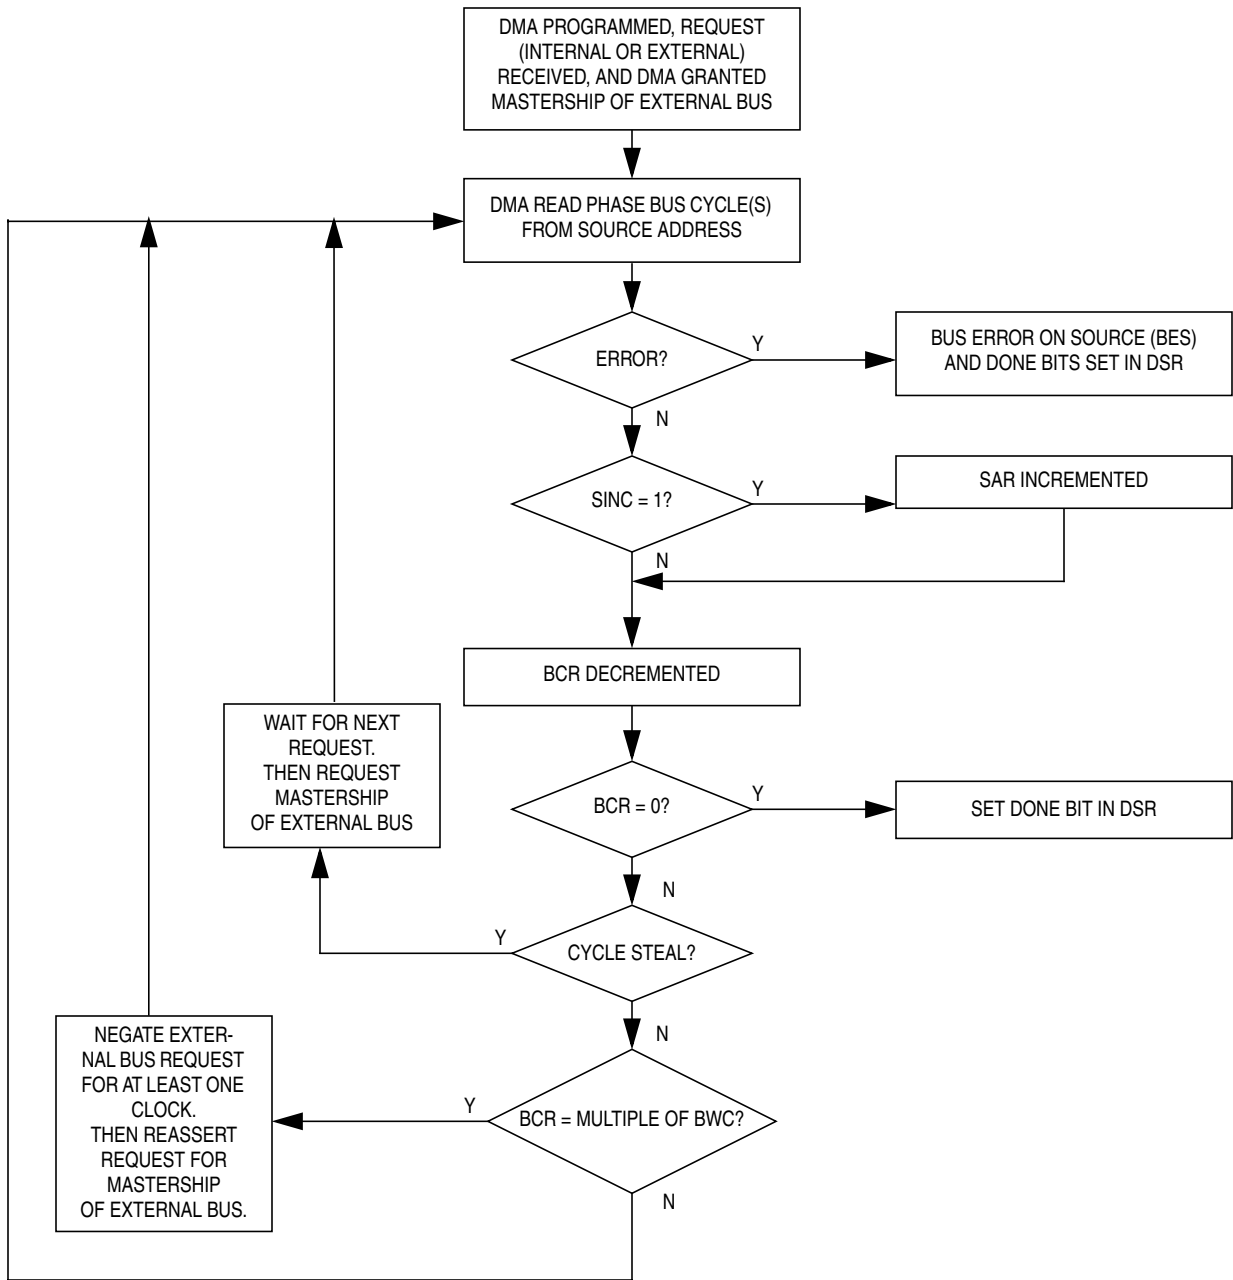 DMA PROGRAMMED, REQUEST
(INTERNAL OR EXTERNAL)
RECEIVED, AND DMA GRANTED
MASTERSHIP OF EXTERNAL BUS
DMA READ PHASE BUS CYCLE(S)
FROM SOURCE ADDRESS
ERROR?
Y
BUS ERROR ON SOURCE (BES)
AND DONE BITS SET IN DSR
N
SINC = 1?
Y
SAR INCREMENTED
N
BCR DECREMENTED
WAIT FOR NEXT
REQUEST.
THEN REQUEST
MASTERSHIP
OF EXTERNAL BUS
BCR = 0?
Y
SET DONE BIT IN DSR
N
CYCLE STEAL?
Y
N
NEGATE EXTER-
NAL BUS REQUEST
FOR AT LEAST ONE
CLOCK.
THEN REASSERT
REQUEST FOR
MASTERSHIP
OF EXTERNAL BUS.
Y
BCR = MULTIPLE OF BWC?
N